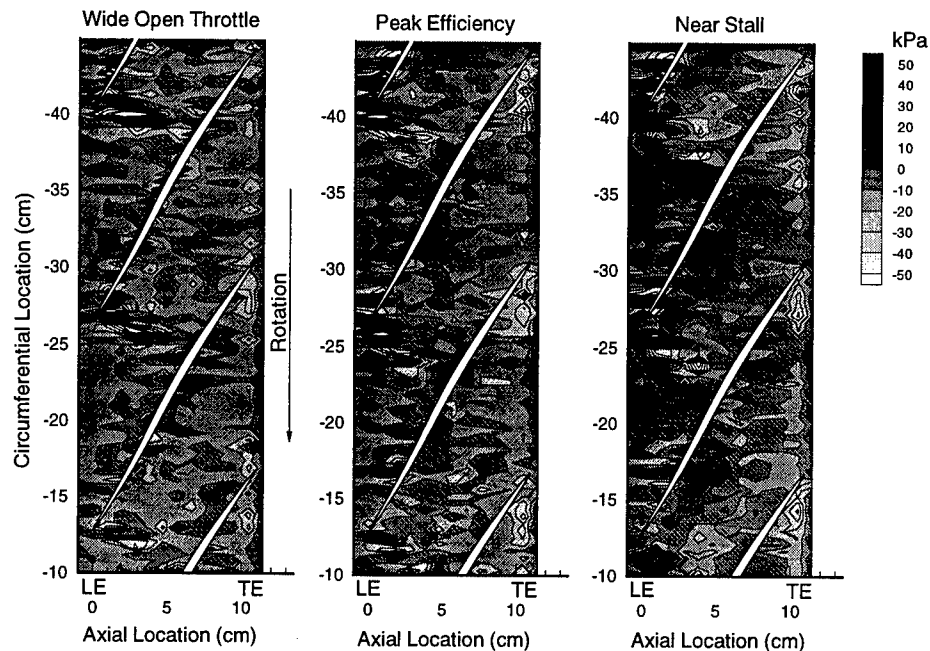 Wide Open Throttle
Peak Efficiency
Near Stall
kPa
50
40
30
20
10
0
-10
-20
-30
-40
-50
Circumferential Location (cm)
-40
-35
-30
-25
-20
-15
-10
Rotation
-40
-35
-30
-25
-20
-15
-10
-40
-35
-30
-25
-20
-15
-10
LE TE
0 5 10
Axial Location (cm)
LE TE
0 5 10
Axial Location (cm)
LE TE
0 5 10
Axial Location (cm)